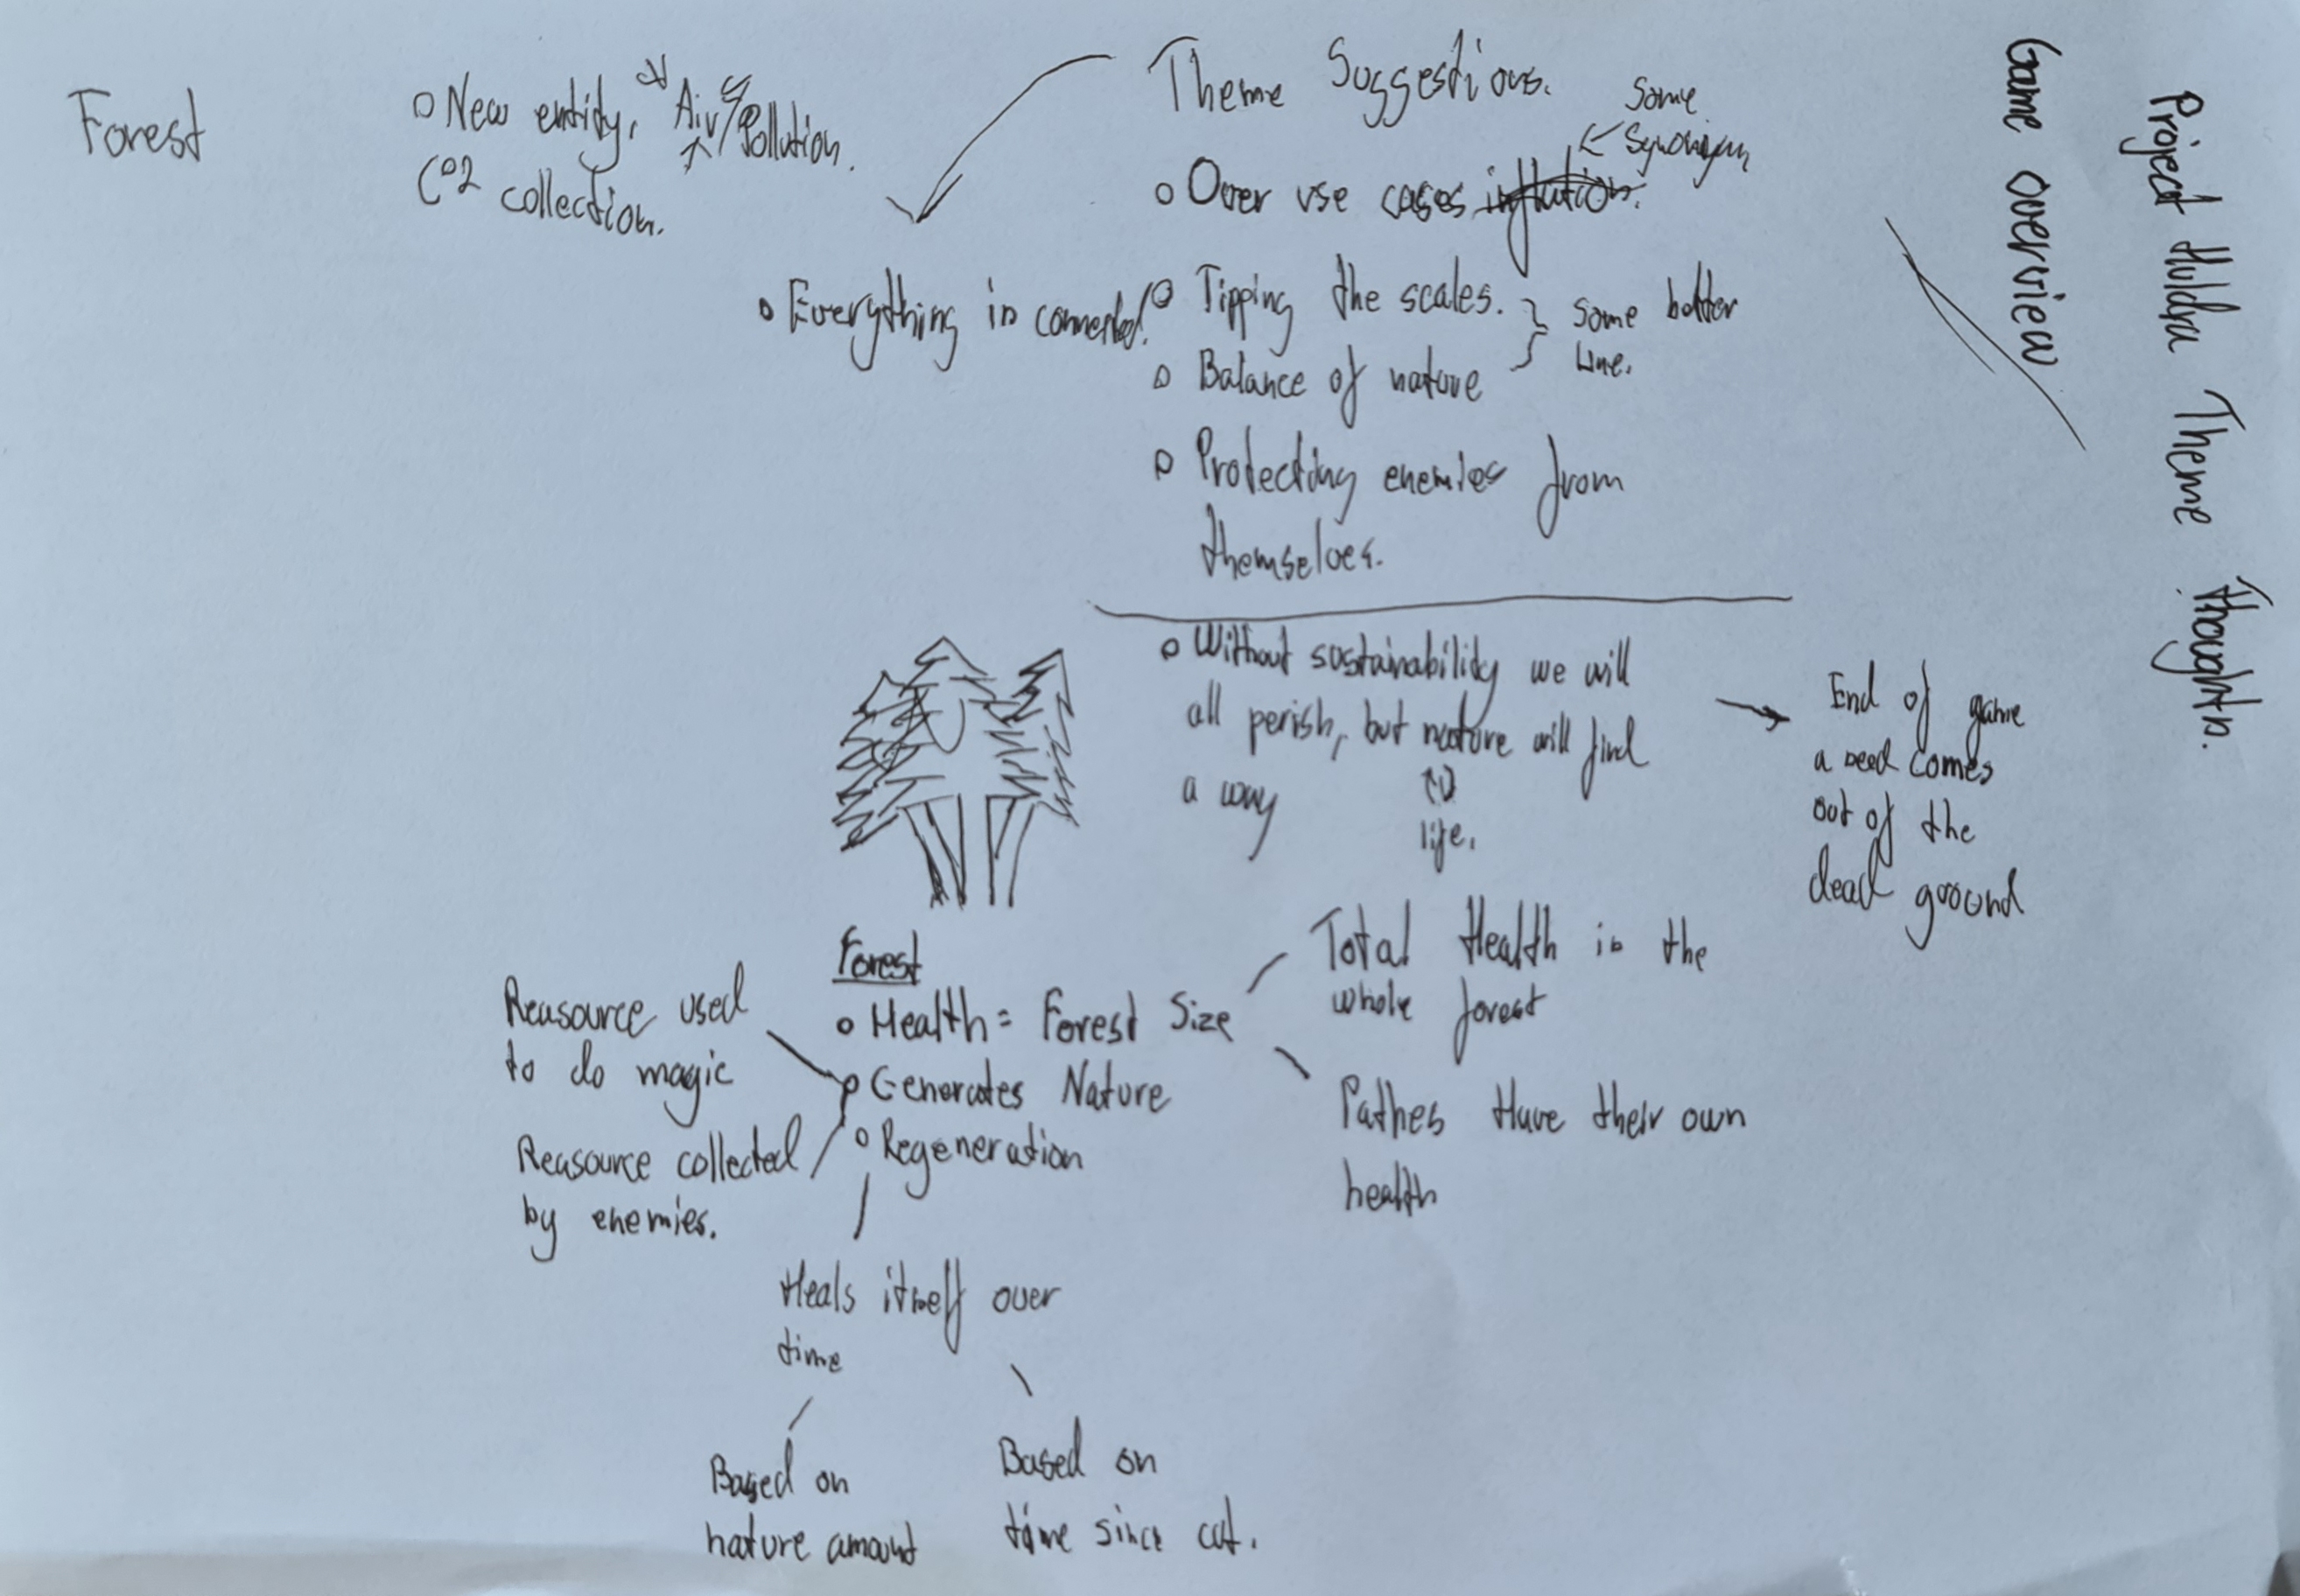 Project Huldra Theme Thoughts.
Game overview
Forest
o New entity, Air/Pollution.
CO2 collection.
Theme Suggestions.
o Over use cases inflation.
Some
synonym
o Everything is connected.
o Tipping the scales.
o Balance of nature
Some better
line.
o Protecting enemies from
themselves.
o Without sustainability we will
all perish, but nature will find
a way
life.
End of game
a seed comes
out of the
dead ground
Forest
o Health = Forest Size
o Generates Nature
o Regeneration
Total Health is the
whole forest
Pathes Have their own
health
Reasource used
to do magic
Reasource collected
by enemies.
Heals itself over
time
Based on
nature amount
Based on
time since cut.